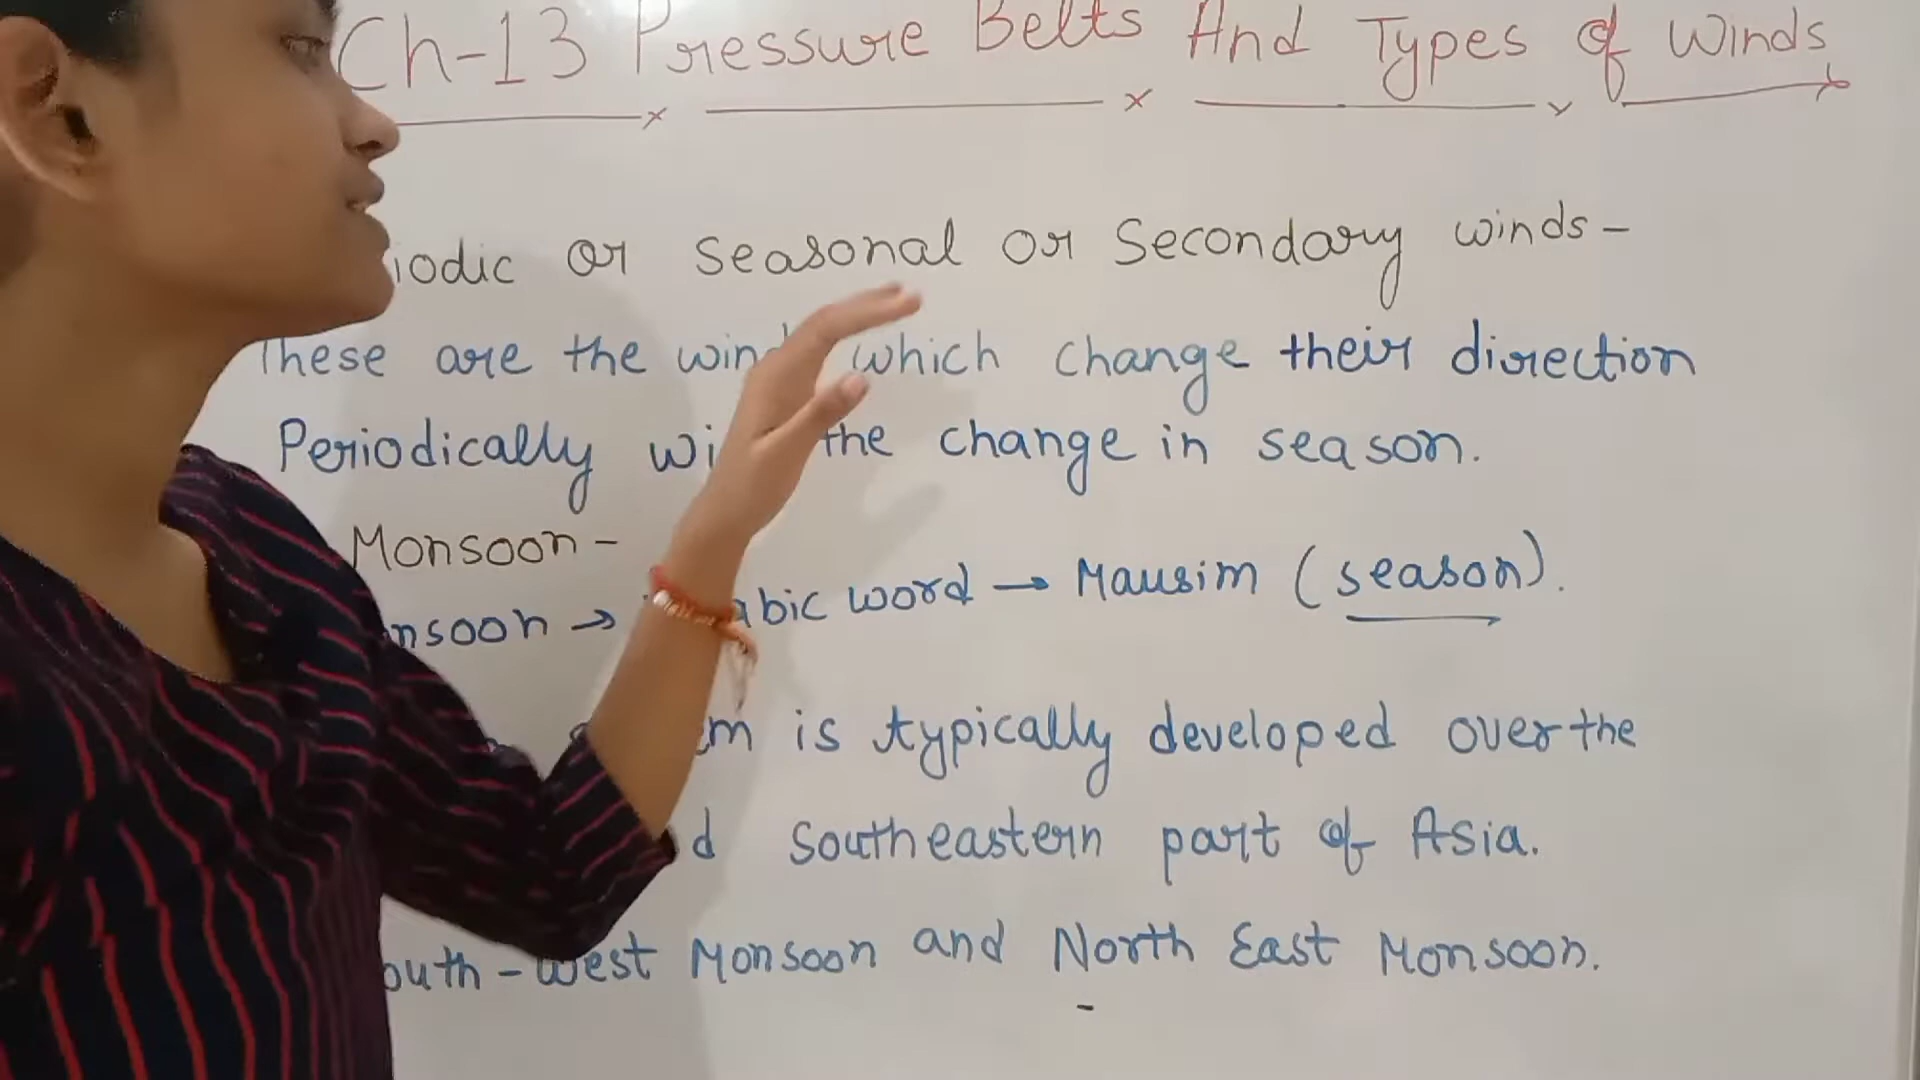 Ch-13 Pressure Belts And Types of Winds
iodic or seasonal or Secondary winds-
These are the wind which change their direction
Periodically wi the change in season.
Monsoon-
nsoon → abic word → Mausim (season).
em is typically developed over the
d Southeastern part of Asia.
outh-west Monsoon and North East Monsoon.